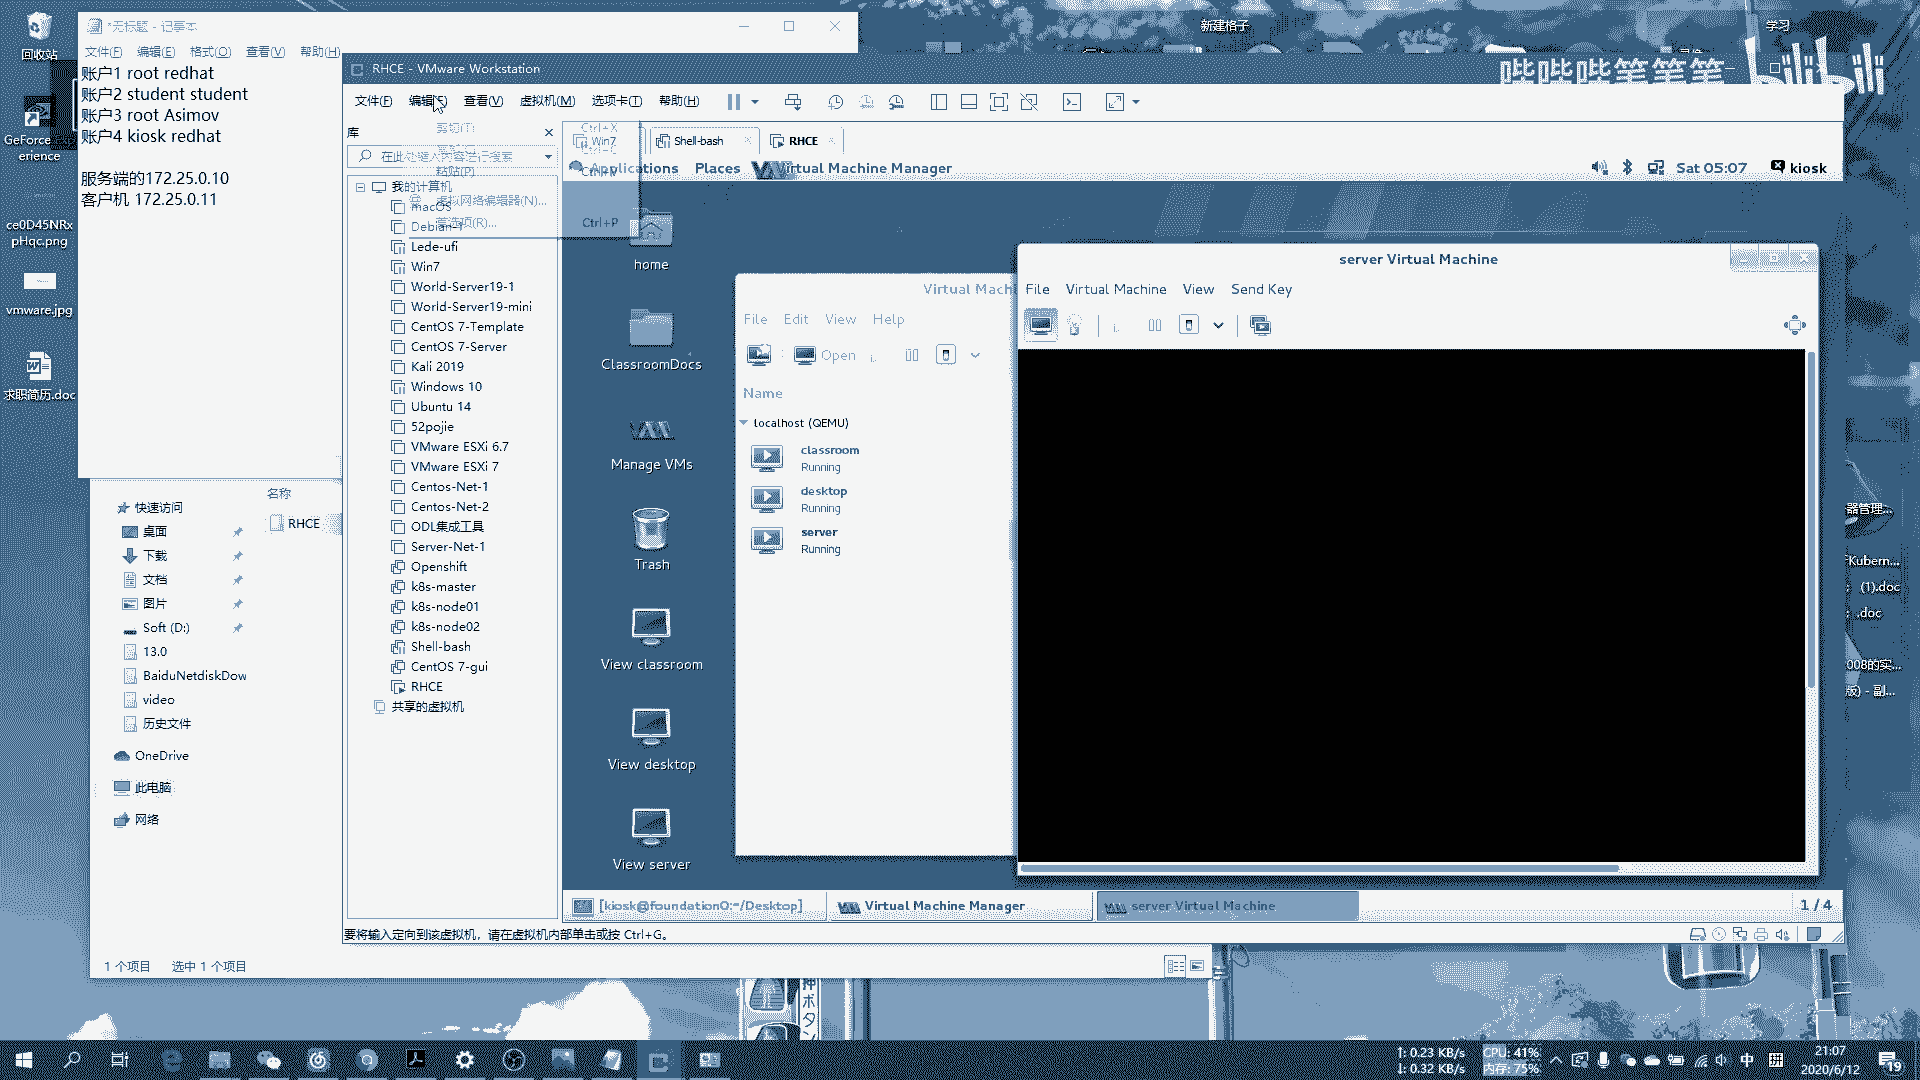 回收站
GeForce Exp
erience
ce0D45NRx
pHqc.png
vmware.jpg
求职简历.doc
*无标题 - 记事本
文件(F) 编辑(E) 格式(O) 查看(V) 帮助(H)
账户1 root redhat
账户2 student student
账户3 root Asimov
账户4 kiosk redhat
服务端的172.25.0.10
客户机 172.25.0.11
新建格子
学习
哔哔哔笔笔笔
bilibili
RHCE - VMware Workstation
文件(F) 编辑(E) 查看(V) 虚拟机(M) 选项卡(T) 帮助(H)
剪切(T) Ctrl+X
粘贴(P)
虚拟网络编辑器(N)...
首选项(R)... Ctrl+P
库
在此处键入内容进行搜索
我的计算机
macOS
Debian-1
Lede-ufi
Win7
World-Server19-1
World-Server19-mini
CentOS 7-Template
CentOS 7-Server
Kali 2019
Windows 10
Ubuntu 14
52pojie
VMware ESXi 6.7
VMware ESXi 7
Centos-Net-1
Centos-Net-2
ODL集成工具
Server-Net-1
Openshift
k8s-master
k8s-node01
k8s-node02
Shell-bash
CentOS 7-gui
RHCE
共享的虚拟机
Win7
Shell-bash
RHCE
Applications Places Virtual Machine Manager
Sat 05:07 kiosk
home
ClassroomDocs
Manage VMs
Trash
View classroom
View desktop
View server
Virtual Machi
File Edit View Help
Open
Name
localhost (QEMU)
classroom
Running
desktop
Running
server
Running
server Virtual Machine
File Virtual Machine View Send Key
[kiosk@foundation0:~/Desktop]
Virtual Machine Manager
server Virtual Machine
1 / 4
要将输入定向到该虚拟机，请在虚拟机内部单击或按 Ctrl+G。
快速访问
桌面
下载
文档
图片
Soft (D:)
13.0
BaiduNetdiskDow
video
历史文件
OneDrive
此电脑
网络
名称
RHCE
1 个项目 选中 1 个项目
器管理...
Kubern...
(1).doc
.doc
008的实...
版) - 副...
种ボタン
↑: 0.23 KB/s
↓: 0.32 KB/s
CPU: 41%
内存: 75%
中
拼
21:07
2020/6/12
19